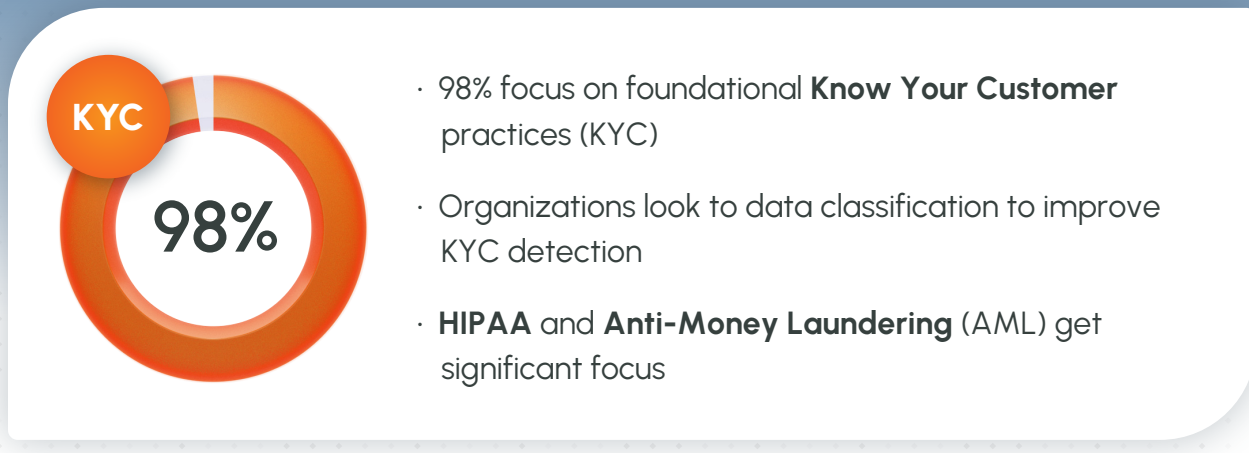 KYC
98%
· 98% focus on foundational Know Your Customer
practices (KYC)
· Organizations look to data classification to improve
KYC detection
· HIPAA and Anti-Money Laundering (AML) get
significant focus